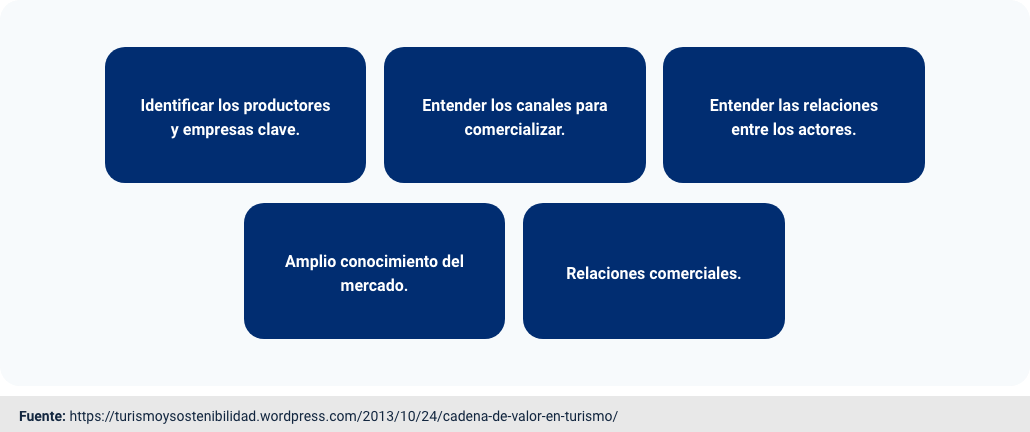 Identificar los productores
y empresas clave.
Entender los canales para
comercializar.
Entender las relaciones
entre los actores.
Amplio conocimiento del
mercado.
Relaciones comerciales.
Fuente: https://turismoysostenibilidad.wordpress.com/2013/10/24/cadena-de-valor-en-turismo/